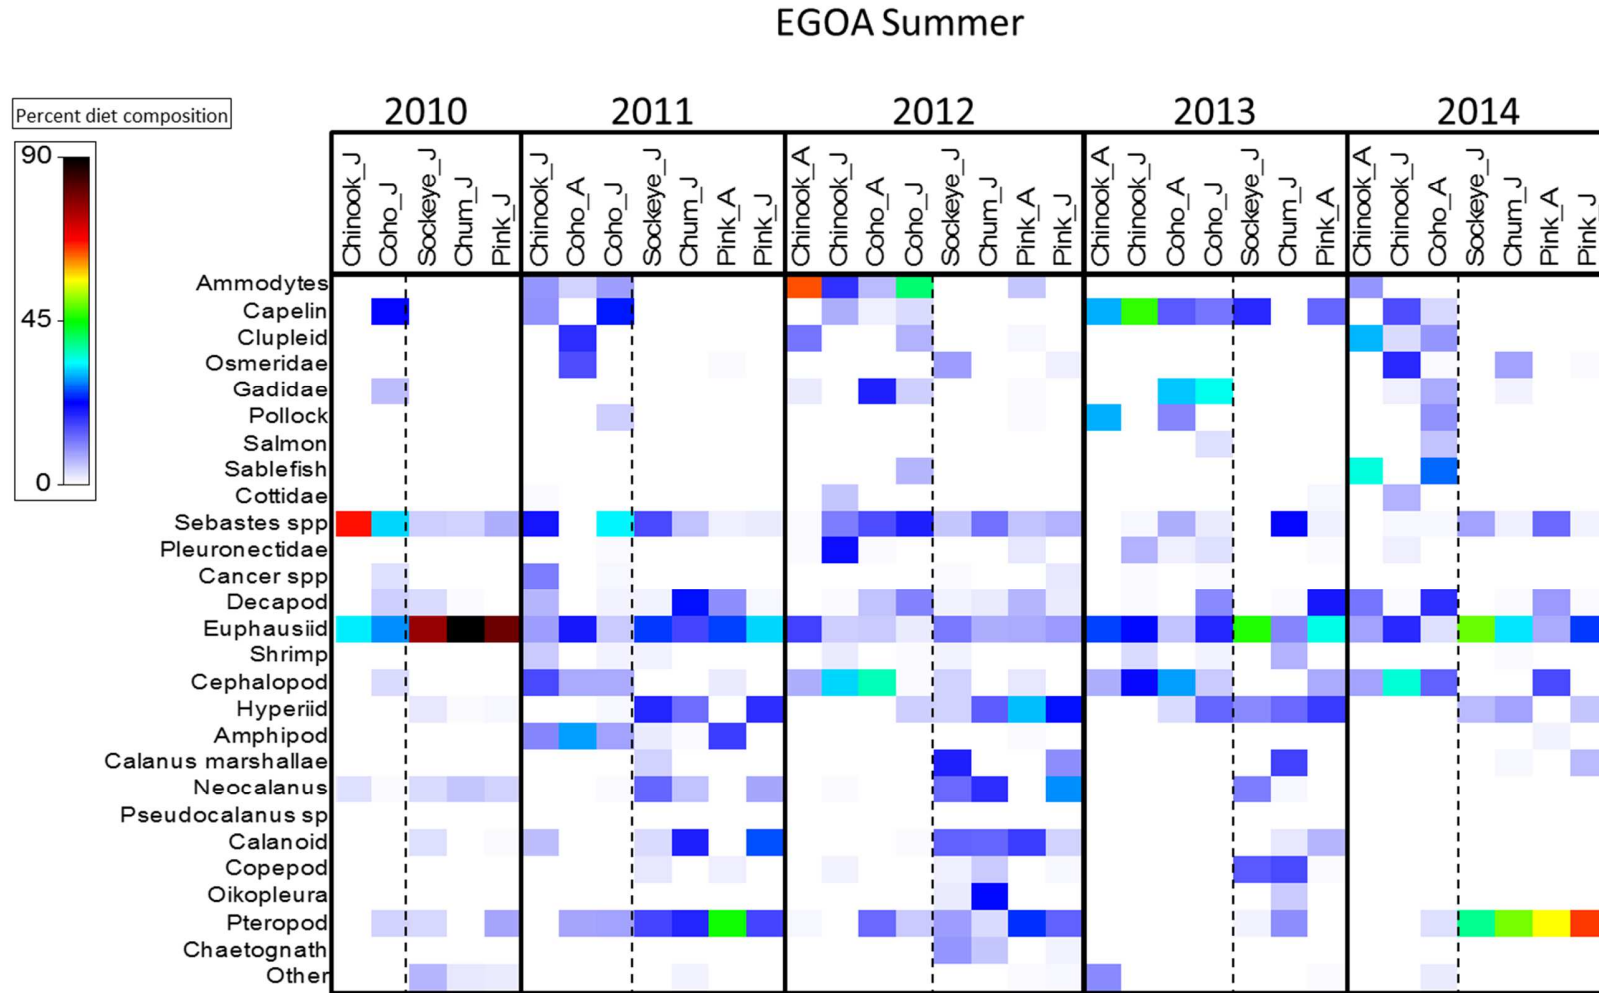 EGOA Summer
Percent diet composition
90
45
0
2010 2011 2012 2013 2014
Chinook_J Coho_J Sockeye_J Chum_J Pink_J Chinook_J Coho_A Coho_J Sockeye_J Chum_J Pink_A Pink_J Chinook_A Chinook_J Coho_A Coho_J Sockeye_J Chum_J Pink_A Pink_J Chinook_A Chinook_J Coho_A Coho_J Sockeye_J Chum_J Pink_A Chinook_A Chinook_J Coho_A Sockeye_J Chum_J Pink_A Pink_J
Ammodytes
Capelin
Clupleid
Osmeridae
Gadidae
Pollock
Salmon
Sablefish
Cottidae
Sebastes spp
Pleuronectidae
Cancer spp
Decapod
Euphausiid
Shrimp
Cephalopod
Hyperiid
Amphipod
Calanus marshallae
Neocalanus
Pseudocalanus sp
Calanoid
Copepod
Oikopleura
Pteropod
Chaetognath
Other